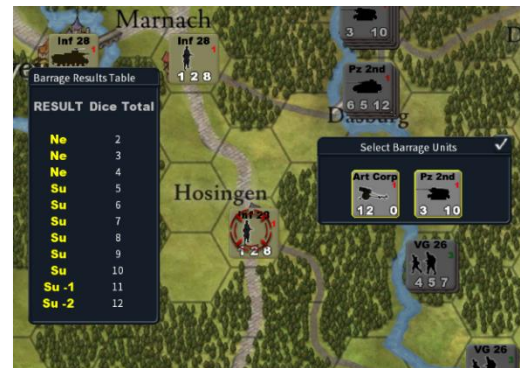 Marnach
Inf 28
Inf 28
1 2 8
3 10
Pz 2nd
6 5 12
Dasburg
Barrage Results Table
RESULT Dice Total
Ne 2
Ne 3
Ne 4
Su 5
Su 6
Su 7
Su 8
Su 9
Su 10
Su -1 11
Su -2 12
Select Barrage Units
Art Corp
12 0
Pz 2nd
3 10
Hosingen
1 2 8
VG 26
4 5 7
VG 26